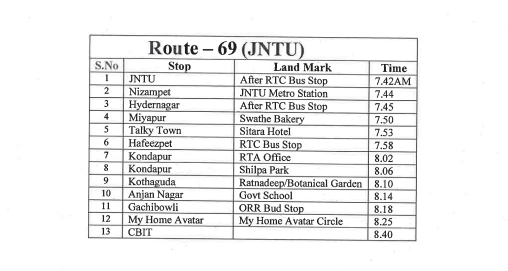 Route – 69 (JNTU)
S.No Stop Land Mark Time
1 JNTU After RTC Bus Stop 7.42AM
2 Nizampet JNTU Metro Station 7.44
3 Hydernagar After RTC Bus Stop 7.45
4 Miyapur Swathe Bakery 7.50
5 Talky Town Sitara Hotel 7.53
6 Hafeezpet RTC Bus Stop 7.58
7 Kondapur RTA Office 8.02
8 Kondapur Shilpa Park 8.06
9 Kothaguda Ratnadeep/Botanical Garden 8.10
10 Anjan Nagar Govt School 8.14
11 Gachibowli ORR Bud Stop 8.18
12 My Home Avatar My Home Avatar Circle 8.25
13 CBIT 8.40